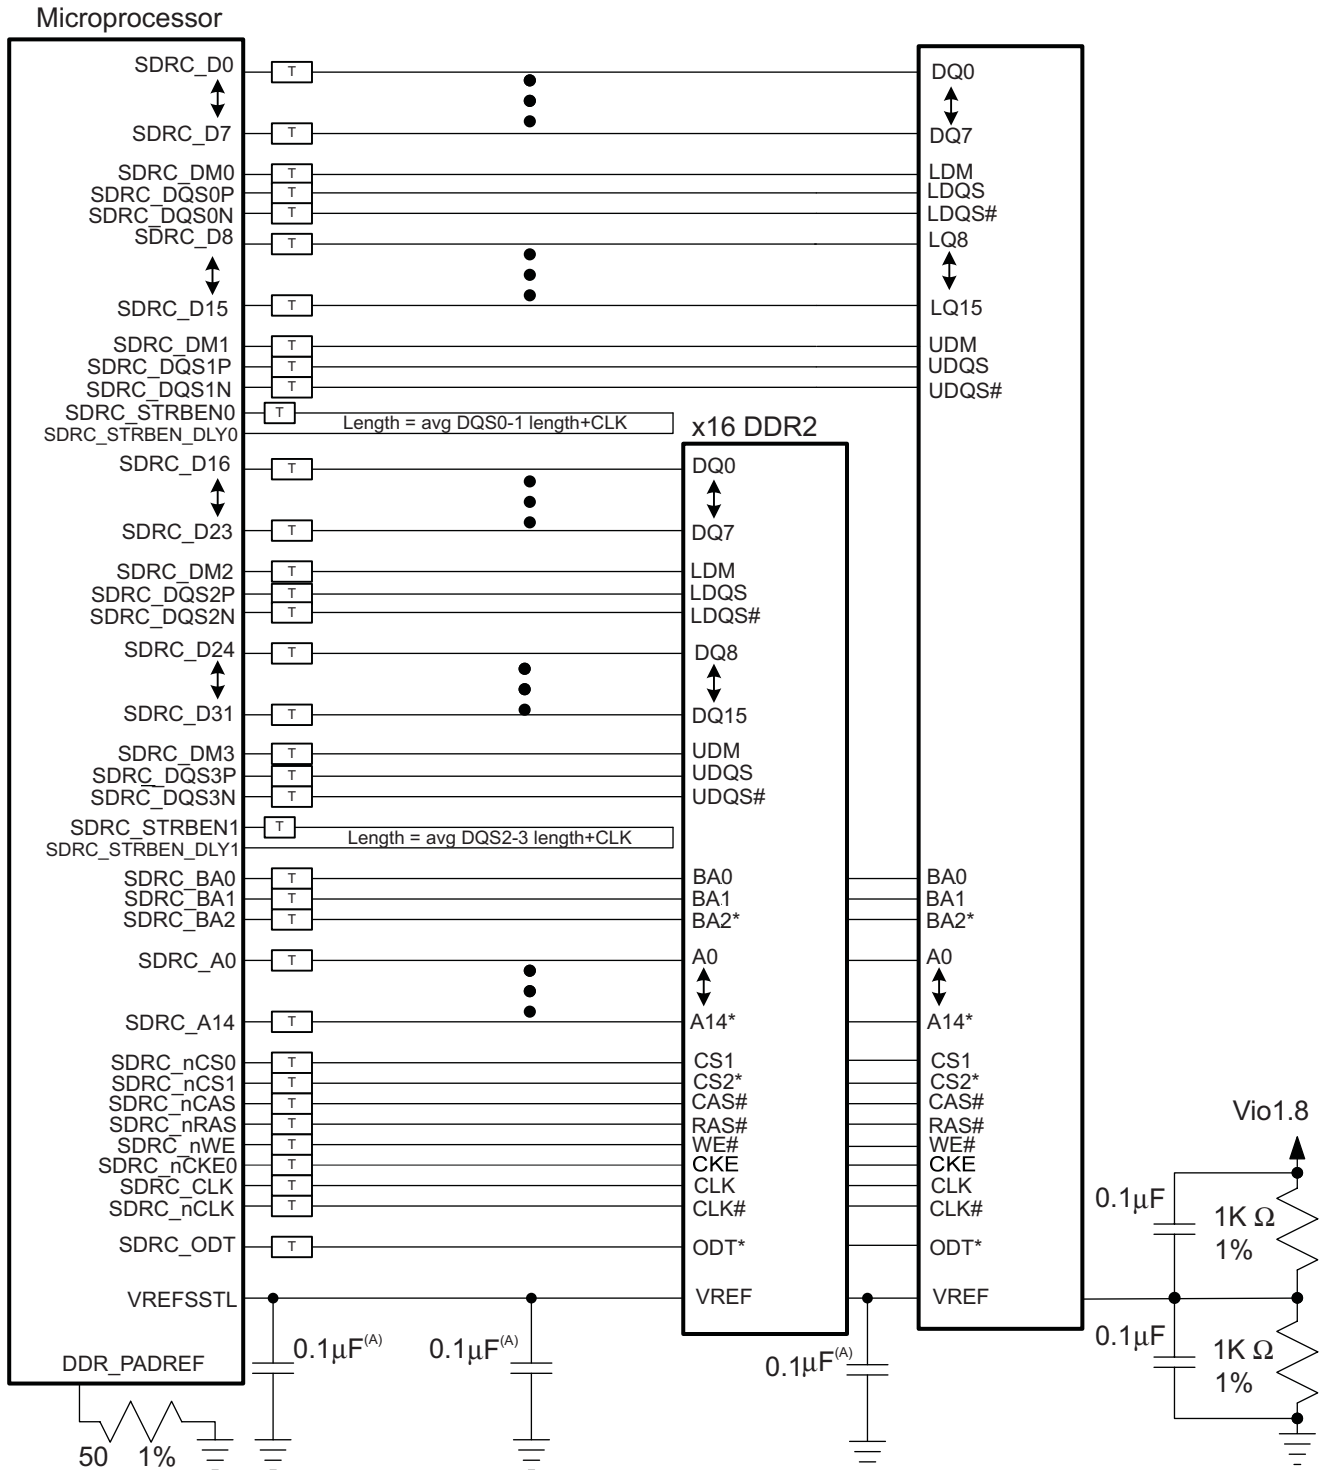 Microprocessor
SDRC_D0 T DQ0
SDRC_D7 T DQ7
SDRC_DM0 T LDM
SDRC_DQS0P T LDQS
SDRC_DQS0N T LDQS#
SDRC_D8 T LQ8
SDRC_D15 T LQ15
SDRC_DM1 T UDM
SDRC_DQS1P T UDQS
SDRC_DQS1N T UDQS#
SDRC_STRBEN0 T
Length = avg DQS0-1 length+CLK
SDRC_STRBEN_DLY0
x16 DDR2
SDRC_D16 T DQ0
SDRC_D23 T DQ7
SDRC_DM2 T LDM
SDRC_DQS2P T LDQS
SDRC_DQS2N T LDQS#
SDRC_D24 T DQ8
SDRC_D31 T DQ15
SDRC_DM3 T UDM
SDRC_DQS3P T UDQS
SDRC_DQS3N T UDQS#
SDRC_STRBEN1 T
Length = avg DQS2-3 length+CLK
SDRC_STRBEN_DLY1
SDRC_BA0 T BA0 BA0
SDRC_BA1 T BA1 BA1
SDRC_BA2 T BA2* BA2*
SDRC_A0 T A0 A0
SDRC_A14 T A14* A14*
SDRC_nCS0 T CS1 CS1
SDRC_nCS1 T CS2* CS2*
SDRC_nCAS T CAS# CAS#
SDRC_nRAS T RAS# RAS#
SDRC_nWE T WE# WE#
SDRC_nCKE0 T CKE CKE
SDRC_CLK T CLK CLK
SDRC_nCLK T CLK# CLK#
SDRC_ODT T ODT* ODT*
VREFSSTL VREF VREF
Vio1.8
0.1μF
1K Ω
1%
0.1μF
1K Ω
1%
0.1μF(A)
0.1μF(A)
0.1μF(A)
DDR_PADREF
50 1%